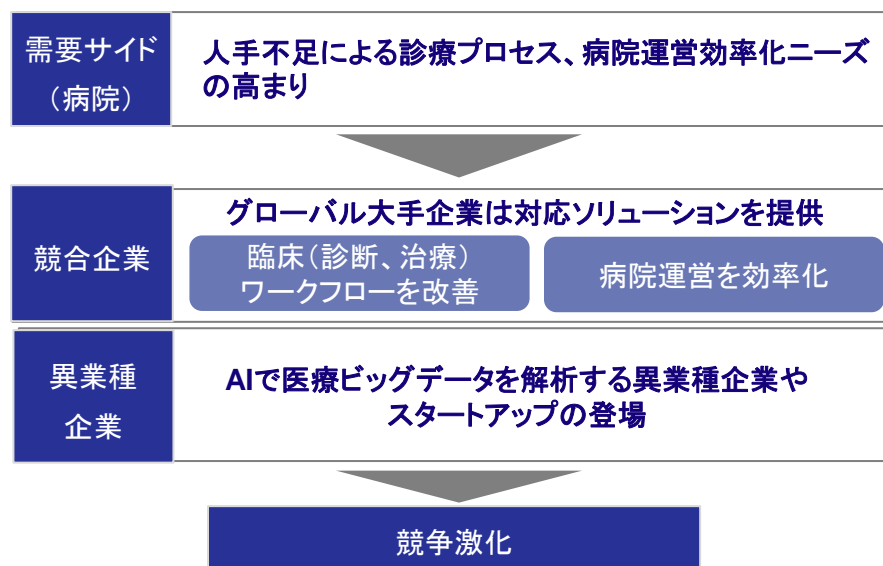 需要サイド
（病院）
人手不足による診療プロセス、病院運営効率化ニーズ
の高まり
競合企業
グローバル大手企業は対応ソリューションを提供
臨床（診断、治療）
ワークフローを改善
病院運営を効率化
異業種
企業
AIで医療ビッグデータを解析する異業種企業や
スタートアップの登場
競争激化